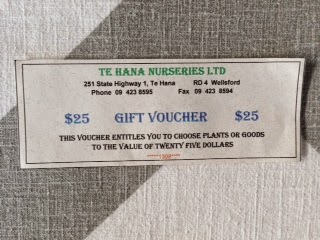 TE HANA NURSERIES LTD
251 State Highway 1, Te Hana RD 4 Wellsford
Phone 09 423 8595 Fax 09 423 8594
$25 GIFT VOUCHER $25
THIS VOUCHER ENTITLES YOU TO CHOOSE PLANTS OR GOODS
TO THE VALUE OF TWENTY FIVE DOLLARS